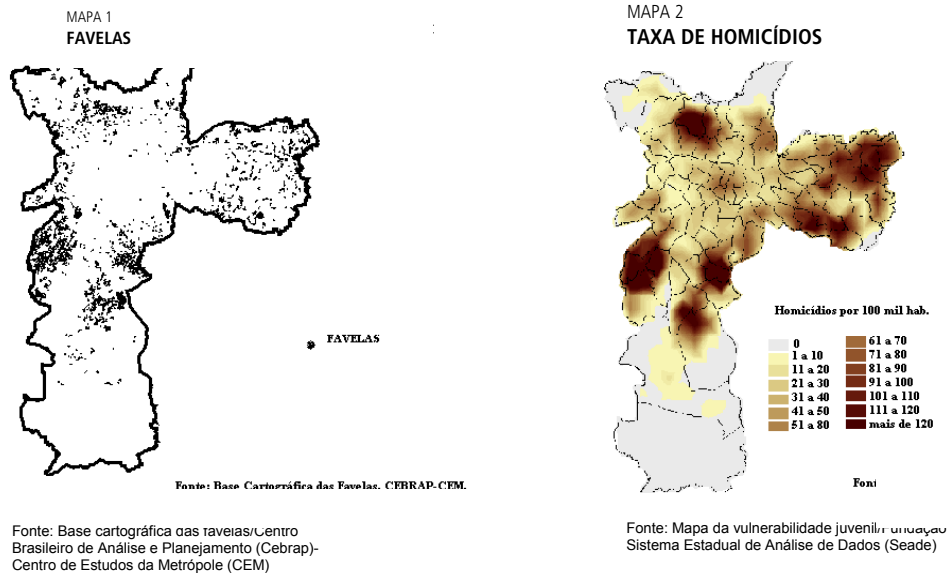 MAPA 1
FAVELAS
FAVELAS
Fonte: Base Cartográfica das Favelas. CEBRAP-CEM.
Fonte: Base cartográfica das favelas/Centro
Brasileiro de Análise e Planejamento (Cebrap)-
Centro de Estudos da Metrópole (CEM)
MAPA 2
TAXA DE HOMICÍDIOS
Homicídios por 100 mil hab.
0
1 a 10
11 a 20
21 a 30
31 a 40
41 a 50
51 a 80
61 a 70
71 a 80
81 a 90
91 a 100
101 a 110
111 a 120
mais de 120
Font
Fonte: Mapa da vulnerabilidade juvenil/Fundação
Sistema Estadual de Análise de Dados (Seade)